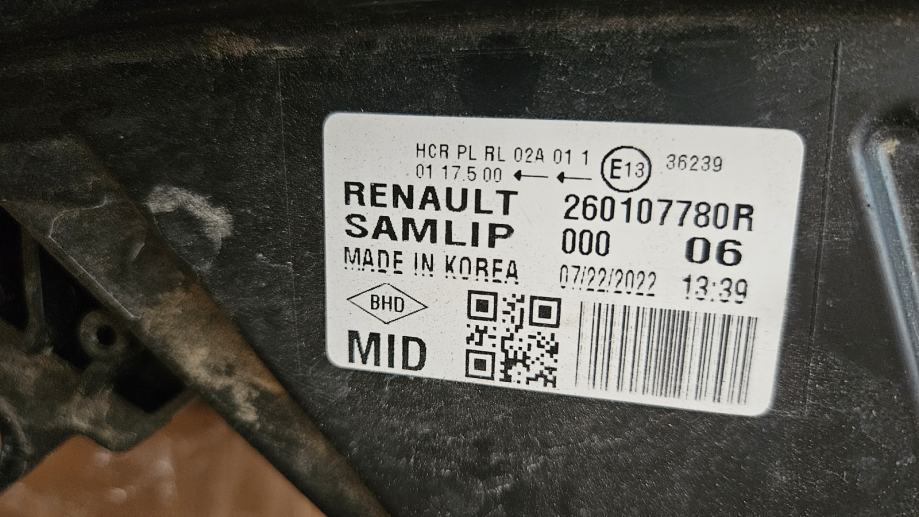 HCR PL RL 02A 01 1 E13 36239
01 17.5 00 ← ←
RENAULT 260107780R
SAMLIP 000 06
MADE IN KOREA 07/22/2022 13:39
BHD
MID